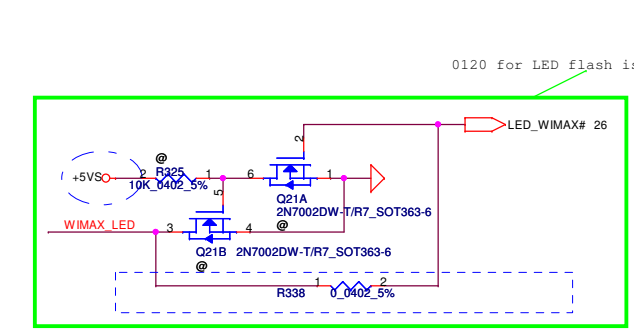 0120 for LED flash is
2
LED_WIMAX# 26
@
+5VS
2
R325
1
6
1
10K_0402_5%
5
Q21A
2N7002DW-T/R7_SOT363-6
WIMAX_LED
3
4
@
Q21B 2N7002DW-T/R7_SOT363-6
@
1
2
R338
0_0402_5%